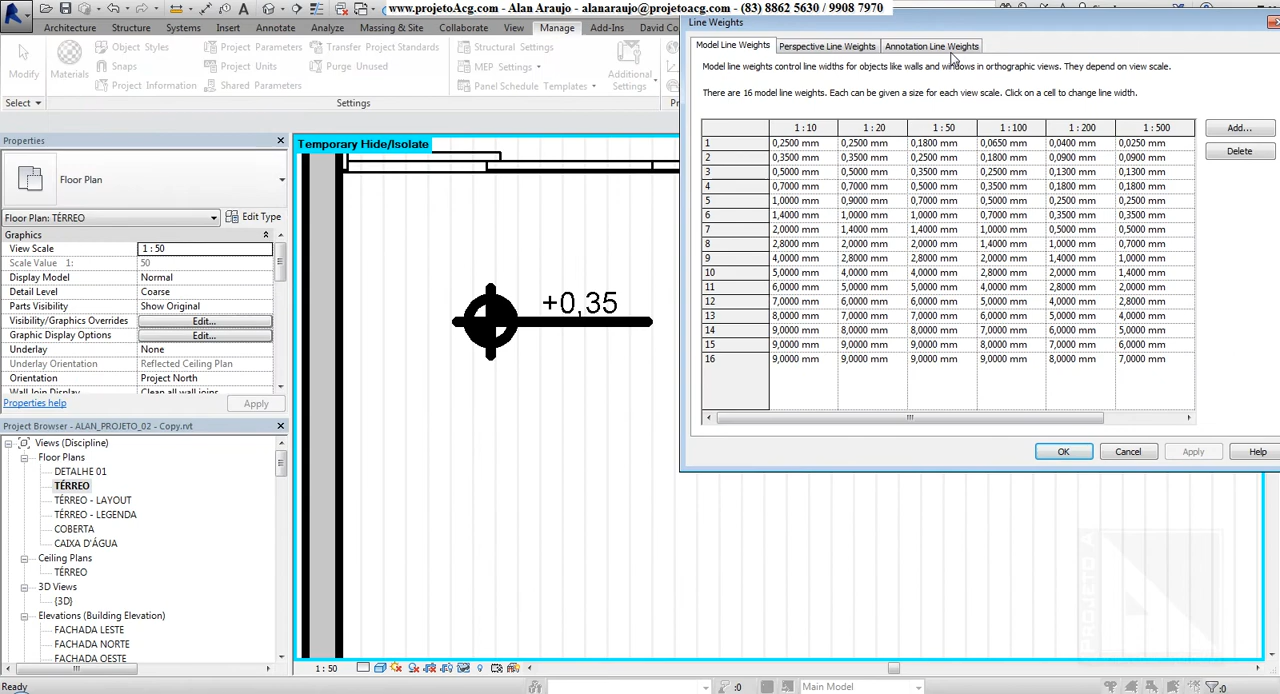 www.projetoAcg.com - Alan Araujo - alanaraujo@projetoacg.com - (83) 8862 5630 / 9908 7970
Architecture Structure Systems Insert Annotate Analyze Massing & Site Collaborate View Manage Add-Ins David Co
Modify
Materials
Object Styles
Snaps
Project Information
Project Parameters
Project Units
Shared Parameters
Transfer Project Standards
Purge Unused
Structural Settings
MEP Settings
Panel Schedule Templates
Additional
Settings
Select
Settings
Properties
Floor Plan
Floor Plan: TÉRREO
Edit Type
Graphics
View Scale 1 : 50
Scale Value 1: 50
Display Model Normal
Detail Level Coarse
Parts Visibility Show Original
Visibility/Graphics Overrides Edit...
Graphic Display Options Edit...
Underlay None
Underlay Orientation Reflected Ceiling Plan
Orientation Project North
Wall Join Display Clean all wall joins
Properties help
Apply
Project Browser - ALAN_PROJETO_02 - Copy.rvt
Views (Discipline)
Floor Plans
DETALHE 01
TÉRREO
TÉRREO - LAYOUT
TÉRREO - LEGENDA
COBERTA
CAIXA D'ÁGUA
Ceiling Plans
TÉRREO
3D Views
{3D}
Elevations (Building Elevation)
FACHADA LESTE
FACHADA NORTE
FACHADA OESTE
Ready
Temporary Hide/Isolate
+0,35
1 : 50
:0
Main Model
:0
Line Weights
Model Line Weights Perspective Line Weights Annotation Line Weights
Model line weights control line widths for objects like walls and windows in orthographic views. They depend on view scale.
There are 16 model line weights. Each can be given a size for each view scale. Click on a cell to change line width.
1 : 10 1 : 20 1 : 50 1 : 100 1 : 200 1 : 500
1 0,2500 mm 0,2500 mm 0,1800 mm 0,0650 mm 0,0400 mm 0,0250 mm
2 0,3500 mm 0,3500 mm 0,2500 mm 0,1800 mm 0,0900 mm 0,0900 mm
3 0,5000 mm 0,5000 mm 0,3500 mm 0,2500 mm 0,1300 mm 0,1300 mm
4 0,7000 mm 0,7000 mm 0,5000 mm 0,3500 mm 0,1800 mm 0,1800 mm
5 1,0000 mm 0,9000 mm 0,7000 mm 0,5000 mm 0,2500 mm 0,2500 mm
6 1,4000 mm 1,0000 mm 1,0000 mm 0,7000 mm 0,3500 mm 0,3500 mm
7 2,0000 mm 1,4000 mm 1,4000 mm 1,0000 mm 0,5000 mm 0,5000 mm
8 2,8000 mm 2,0000 mm 2,0000 mm 1,4000 mm 1,0000 mm 0,7000 mm
9 4,0000 mm 2,8000 mm 2,8000 mm 2,0000 mm 1,4000 mm 1,0000 mm
10 5,0000 mm 4,0000 mm 4,0000 mm 2,8000 mm 2,0000 mm 1,4000 mm
11 6,0000 mm 5,0000 mm 5,0000 mm 4,0000 mm 2,8000 mm 2,0000 mm
12 7,0000 mm 6,0000 mm 6,0000 mm 5,0000 mm 4,0000 mm 2,8000 mm
13 8,0000 mm 7,0000 mm 7,0000 mm 6,0000 mm 5,0000 mm 4,0000 mm
14 9,0000 mm 8,0000 mm 8,0000 mm 7,0000 mm 6,0000 mm 5,0000 mm
15 9,0000 mm 9,0000 mm 9,0000 mm 8,0000 mm 7,0000 mm 6,0000 mm
16 9,0000 mm 9,0000 mm 9,0000 mm 9,0000 mm 8,0000 mm 7,0000 mm
Add...
Delete
OK Cancel Apply Help
PROJETO A